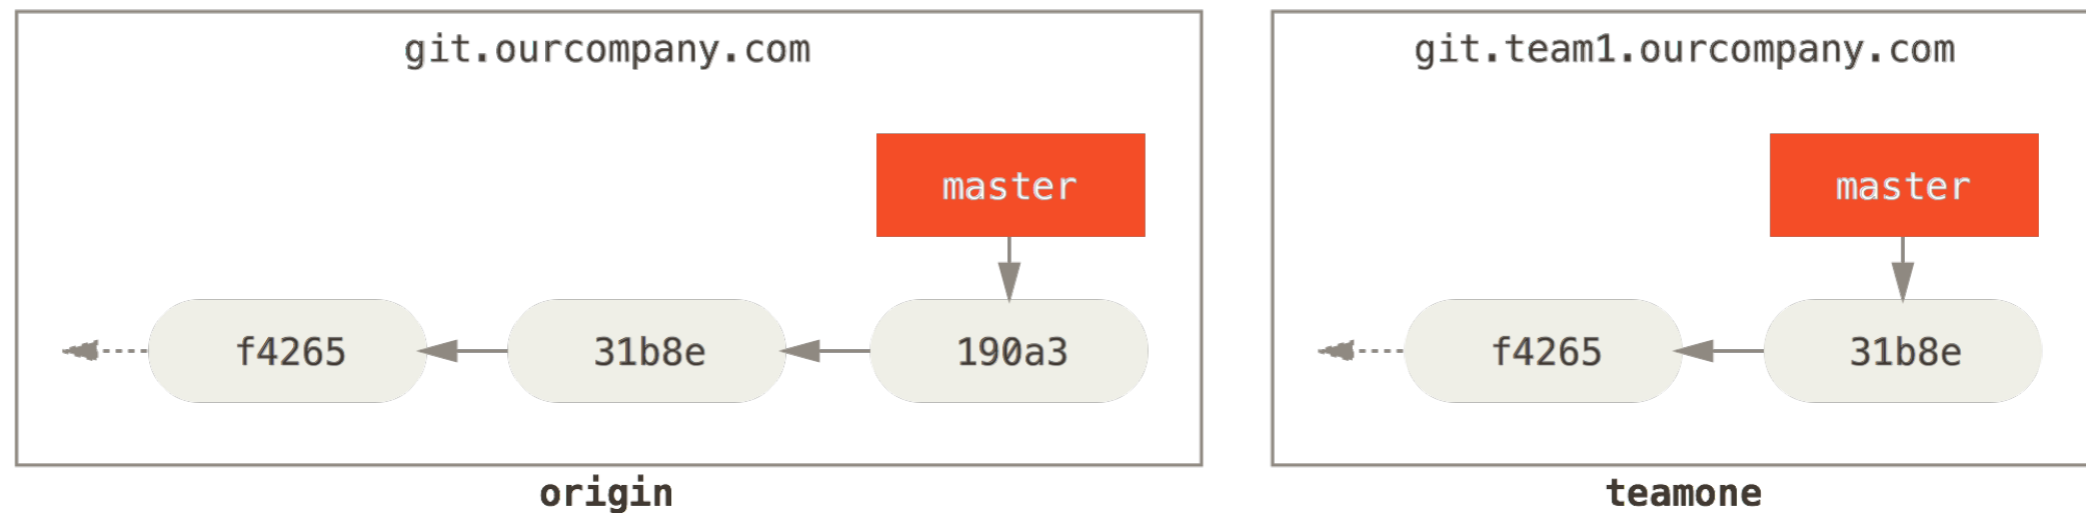 git.ourcompany.com
master
f4265
31b8e
190a3
origin
git.team1.ourcompany.com
master
f4265
31b8e
teamone